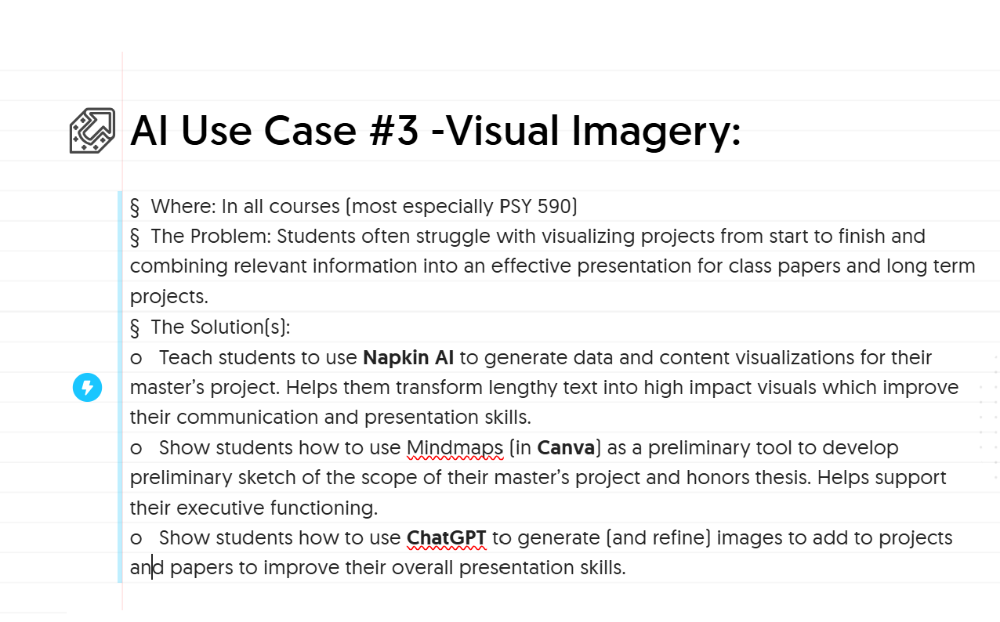 AI Use Case #3 -Visual Imagery:
§ Where: In all courses (most especially PSY 590)
§ The Problem: Students often struggle with visualizing projects from start to finish and
combining relevant information into an effective presentation for class papers and long term
projects.
§ The Solution(s):
o Teach students to use Napkin AI to generate data and content visualizations for their
master's project. Helps them transform lengthy text into high impact visuals which improve
their communication and presentation skills.
o Show students how to use Mindmaps (in Canva) as a preliminary tool to develop
preliminary sketch of the scope of their master's project and honors thesis. Helps support
their executive functioning.
o Show students how to use ChatGPT to generate (and refine) images to add to projects
and papers to improve their overall presentation skills.